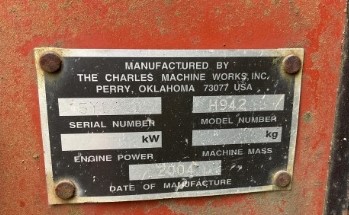 MANUFACTURED BY
THE CHARLES MACHINE WORKS, INC.
PERRY, OKLAHOMA 73077 USA
H942
SERIAL NUMBER MODEL NUMBER
kW kg
ENGINE POWER MACHINE MASS
2004
DATE OF MANUFACTURE